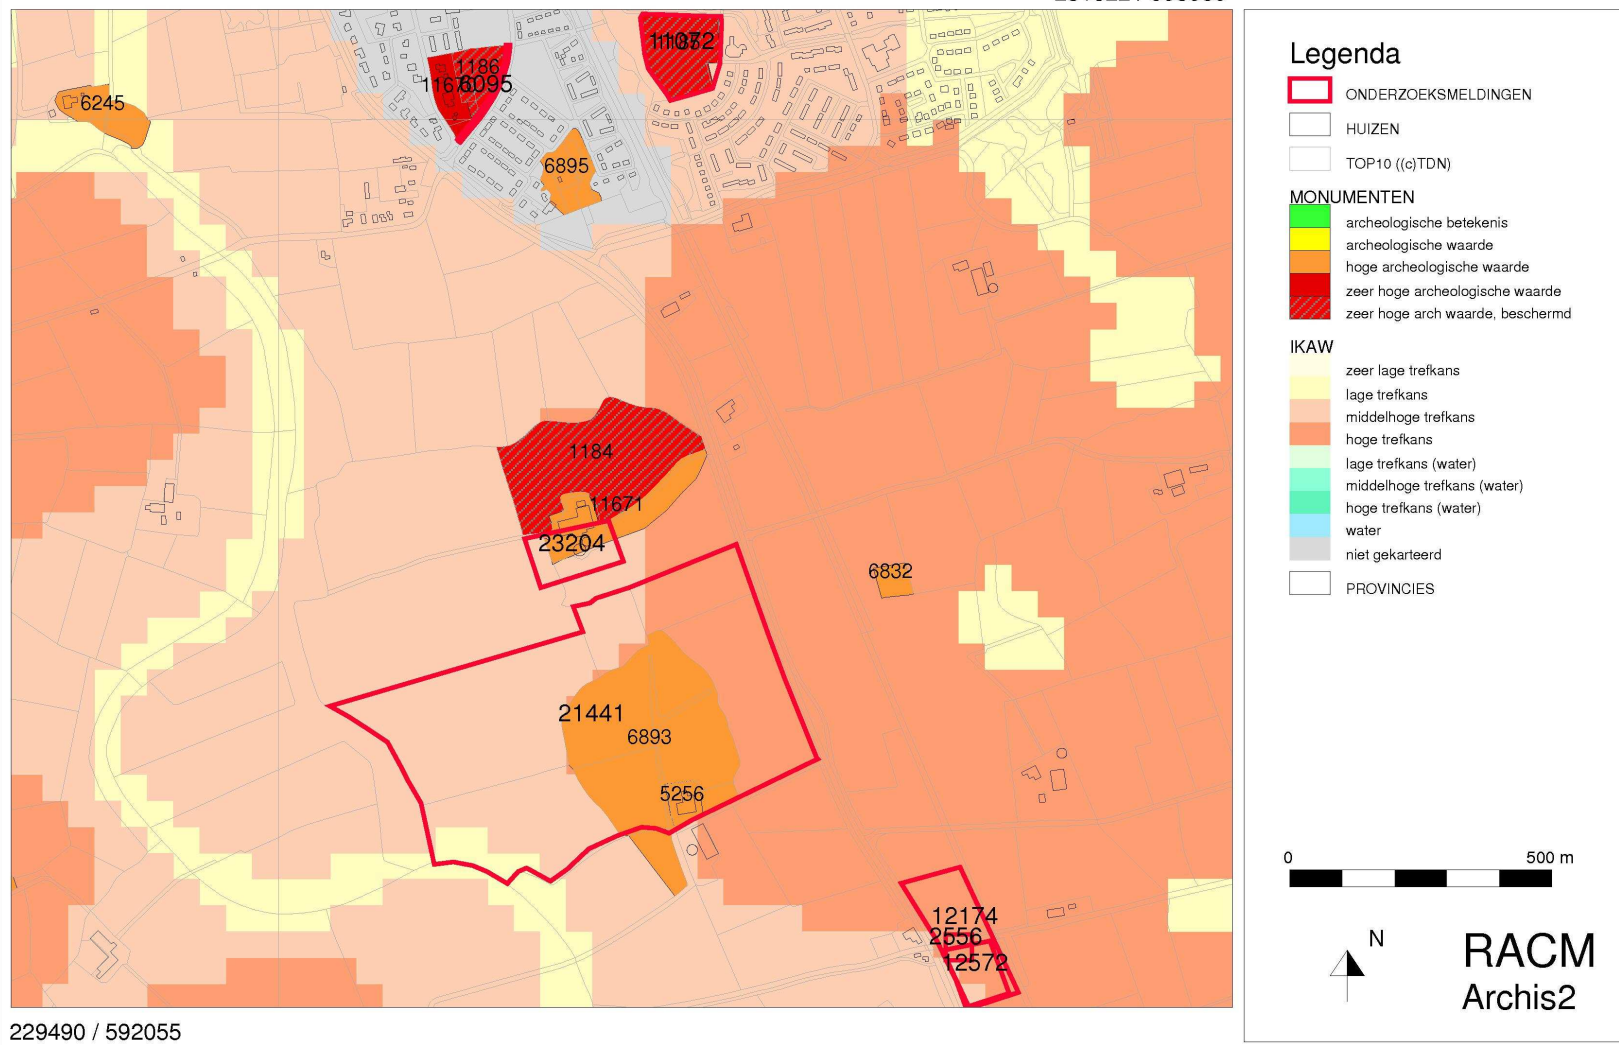 6245
1186
6095
6895
1184
11671
23204
6832
21441
6893
5256
12174
2556
12572
229490 / 592055
Legenda
ONDERZOEKSMELDINGEN
HUIZEN
TOP10 ((c)TDN)
MONUMENTEN
archeologische betekenis
archeologische waarde
hoge archeologische waarde
zeer hoge archeologische waarde
zeer hoge arch waarde, beschermd
IKAW
zeer lage trefkans
lage trefkans
middelhoge trefkans
hoge trefkans
lage trefkans (water)
middelhoge trefkans (water)
hoge trefkans (water)
water
niet gekarteerd
PROVINCIES
0 500 m
N
RACM
Archis2